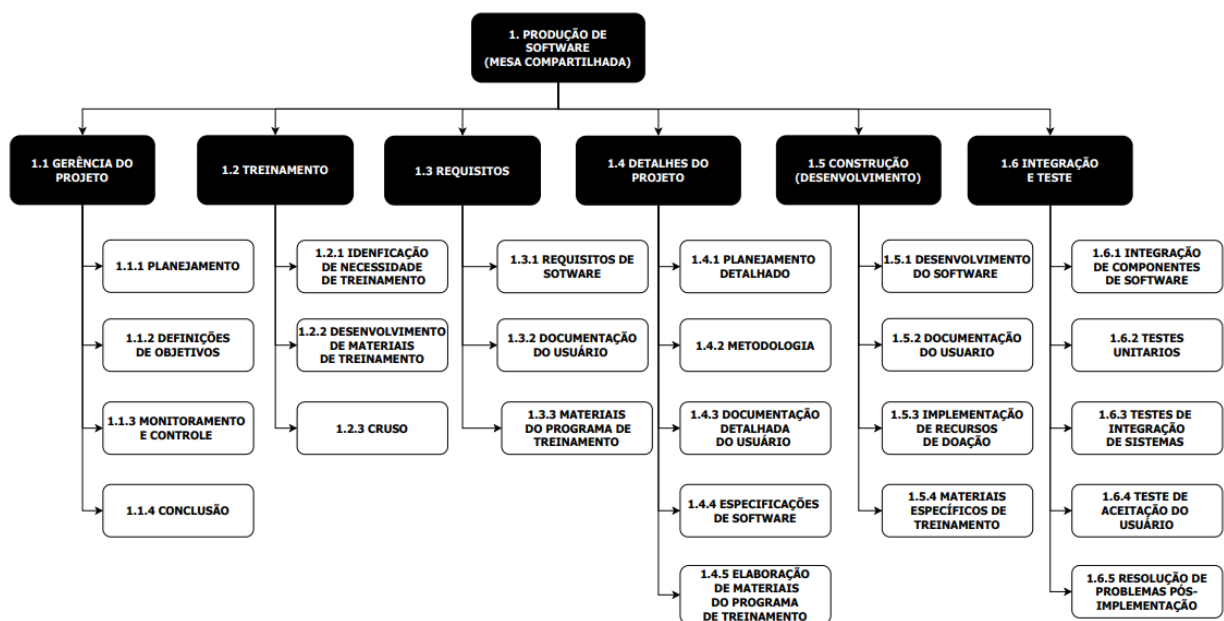 1. PRODUÇÃO DE
SOFTWARE
(MESA COMPARTILHADA)
1.1 GERÊNCIA DO
PROJETO
1.2 TREINAMENTO
1.3 REQUISITOS
1.4 DETALHES DO
PROJETO
1.5 CONSTRUÇÃO
(DESENVOLVIMENTO)
1.6 INTEGRAÇÃO
E TESTE
1.1.1 PLANEJAMENTO
1.1.2 DEFINIÇÕES
DE OBJETIVOS
1.1.3 MONITORAMENTO
E CONTROLE
1.1.4 CONCLUSÃO
1.2.1 IDENFICAÇÃO
DE NECESSIDADE
DE TREINAMENTO
1.2.2 DESENVOLVIMENTO
DE MATERIAIS
DE TREINAMENTO
1.2.3 CRUSO
1.3.1 REQUISITOS DE
SOTWARE
1.3.2 DOCUMENTAÇÃO
DO USUÁRIO
1.3.3 MATERIAIS
DO PROGRAMA DE
TREINAMENTO
1.4.1 PLANEJAMENTO
DETALHADO
1.4.2 METODOLOGIA
1.4.3 DOCUMENTAÇÃO
DETALHADA
DO USUÁRIO
1.4.4 ESPECIFICAÇÕES
DE SOFTWARE
1.4.5 ELABORAÇÃO
DE MATERIAIS
DO PROGRAMA
DE TREINAMENTO
1.5.1 DESENVOLVIMENTO
DO SOFTWARE
1.5.2 DOCUMENTAÇÃO
DO USUARIO
1.5.3 IMPLEMENTAÇÃO
DE RECURSOS
DE DOAÇÃO
1.5.4 MATERIAIS
ESPECÍFICOS DE
TREINAMENTO
1.6.1 INTEGRAÇÃO
DE COMPONENTES
DE SOFTWARE
1.6.2 TESTES
UNITARIOS
1.6.3 TESTES DE
INTEGRAÇÃO DE
SISTEMAS
1.6.4 TESTE DE
ACEITAÇÃO DO
USUÁRIO
1.6.5 RESOLUÇÃO DE
PROBLEMAS PÓS-
IMPLEMENTAÇÃO